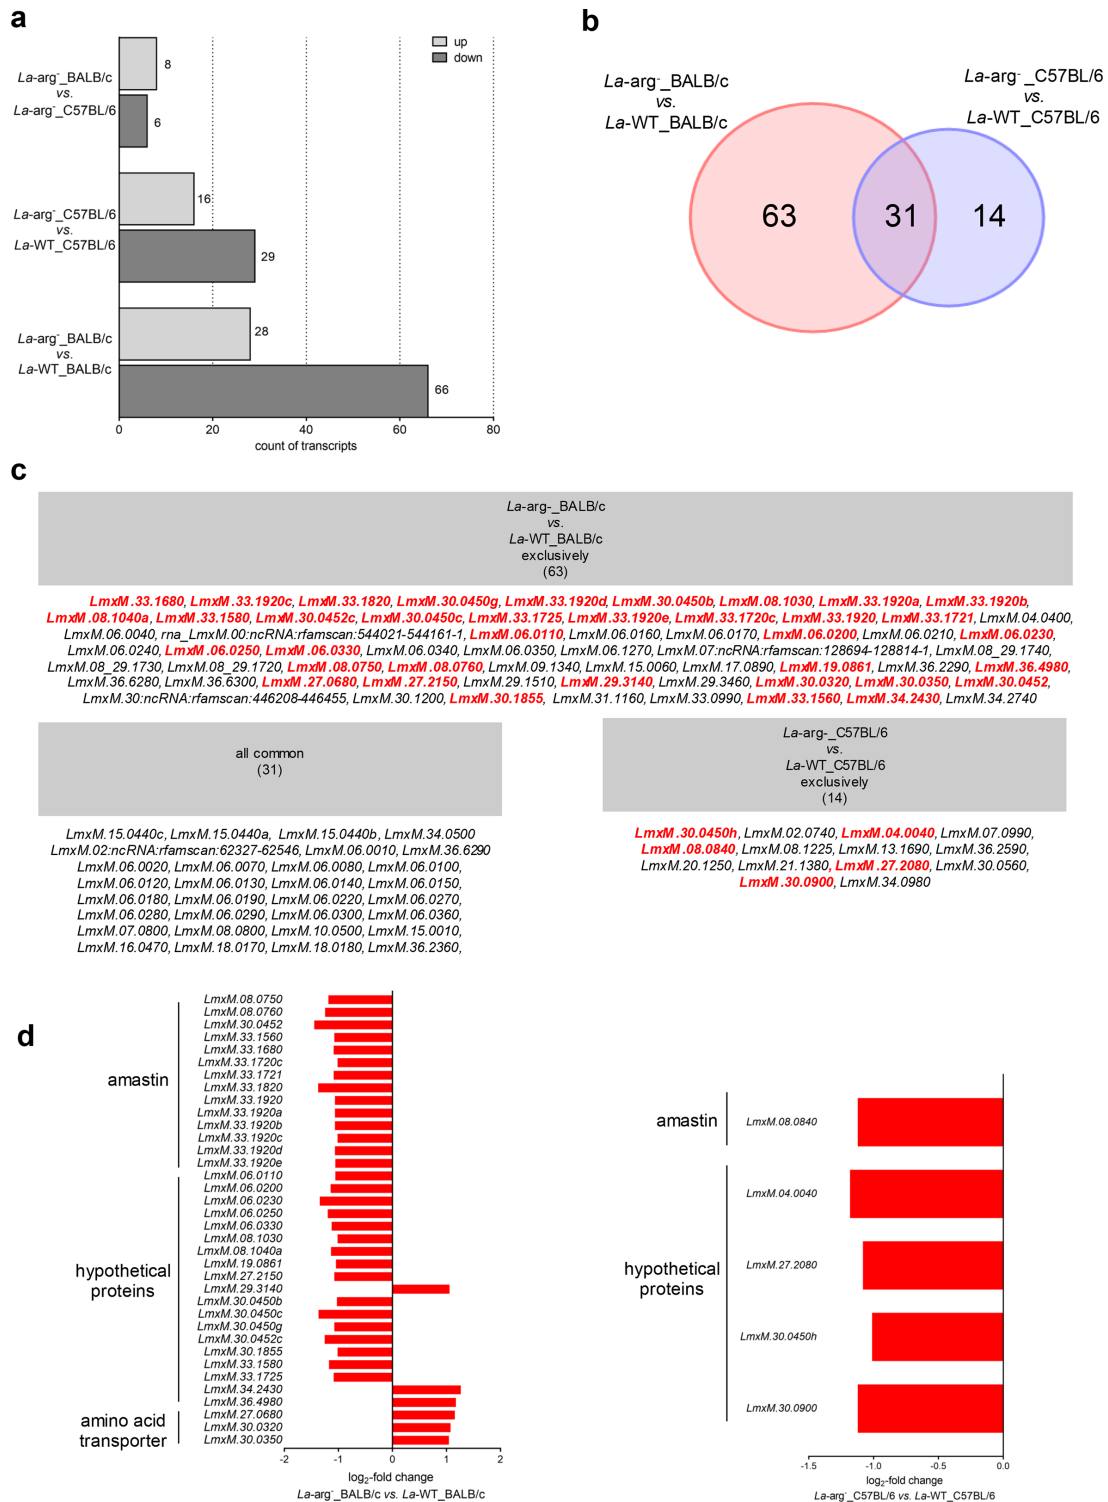 a
up
down
La-arg-_BALB/c
vs.
La-arg-_C57BL/6
8
6
La-arg-_C57BL/6
vs.
La-WT_C57BL/6
16
29
La-arg-_BALB/c
vs.
La-WT_BALB/c
28
66
0 20 40 60 80
count of transcripts
b
La-arg-_BALB/c
vs.
La-WT_BALB/c
La-arg-_C57BL/6
vs.
La-WT_C57BL/6
63 31 14
c
La-arg-_BALB/c
vs.
La-WT_BALB/c
exclusively
(63)
LmxM.33.1680, LmxM.33.1920c, LmxM.33.1820, LmxM.30.0450g, LmxM.33.1920d, LmxM.30.0450b, LmxM.08.1030, LmxM.33.1920a, LmxM.33.1920b,
LmxM.08.1040a, LmxM.33.1580, LmxM.30.0452c, LmxM.30.0450c, LmxM.33.1725, LmxM.33.1920e, LmxM.33.1720c, LmxM.33.1920, LmxM.33.1721, LmxM.04.0400,
LmxM.06.0040, rna_LmxM.00:ncRNA:rfamscan:544021-544161-1, LmxM.06.0110, LmxM.06.0160, LmxM.06.0170, LmxM.06.0200, LmxM.06.0210, LmxM.06.0230,
LmxM.06.0240, LmxM.06.0250, LmxM.06.0330, LmxM.06.0340, LmxM.06.0350, LmxM.06.1270, LmxM.07:ncRNA:rfamscan:128694-128814-1, LmxM.08_29.1740,
LmxM.08_29.1730, LmxM.08_29.1720, LmxM.08.0750, LmxM.08.0760, LmxM.09.1340, LmxM.15.0060, LmxM.17.0890, LmxM.19.0861, LmxM.36.2290, LmxM.36.4980,
LmxM.36.6280, LmxM.36.6300, LmxM.27.0680, LmxM.27.2150, LmxM.29.1510, LmxM.29.3140, LmxM.29.3460, LmxM.30.0320, LmxM.30.0350, LmxM.30.0452,
LmxM.30:ncRNA:rfamscan:446208-446455, LmxM.30.1200, LmxM.30.1855, LmxM.31.1160, LmxM.33.0990, LmxM.33.1560, LmxM.34.2430, LmxM.34.2740
all common
(31)
LmxM.15.0440c, LmxM.15.0440a, LmxM.15.0440b, LmxM.34.0500
LmxM.02:ncRNA:rfamscan:62327-62546, LmxM.06.0010, LmxM.36.6290
LmxM.06.0020, LmxM.06.0070, LmxM.06.0080, LmxM.06.0100,
LmxM.06.0120, LmxM.06.0130, LmxM.06.0140, LmxM.06.0150,
LmxM.06.0180, LmxM.06.0190, LmxM.06.0220, LmxM.06.0270,
LmxM.06.0280, LmxM.06.0290, LmxM.06.0300, LmxM.06.0360,
LmxM.07.0800, LmxM.08.0800, LmxM.10.0500, LmxM.15.0010,
LmxM.16.0470, LmxM.18.0170, LmxM.18.0180, LmxM.36.2360,
La-arg-_C57BL/6
vs.
La-WT_C57BL/6
exclusively
(14)
LmxM.30.0450h, LmxM.02.0740, LmxM.04.0040, LmxM.07.0990,
LmxM.08.0840, LmxM.08.1225, LmxM.13.1690, LmxM.36.2590,
LmxM.20.1250, LmxM.21.1380, LmxM.27.2080, LmxM.30.0560,
LmxM.30.0900, LmxM.34.0980
d
amastin
LmxM.08.0750
LmxM.08.0760
LmxM.30.0452
LmxM.33.1560
LmxM.33.1680
LmxM.33.1720c
LmxM.33.1721
LmxM.33.1820
LmxM.33.1920
LmxM.33.1920a
LmxM.33.1920b
LmxM.33.1920c
LmxM.33.1920d
LmxM.33.1920e
hypothetical
proteins
LmxM.06.0110
LmxM.06.0200
LmxM.06.0230
LmxM.06.0250
LmxM.06.0330
LmxM.08.1030
LmxM.08.1040a
LmxM.19.0861
LmxM.27.2150
LmxM.29.3140
LmxM.30.0450b
LmxM.30.0450c
LmxM.30.0450g
LmxM.30.0452c
LmxM.30.1855
LmxM.33.1580
LmxM.33.1725
LmxM.34.2430
LmxM.36.4980
amino acid
transporter
LmxM.27.0680
LmxM.30.0320
LmxM.30.0350
-2 -1 0 1 2
log2-fold change
La-arg-_BALB/c vs. La-WT_BALB/c
amastin
LmxM.08.0840
hypothetical
proteins
LmxM.04.0040
LmxM.27.2080
LmxM.30.0450h
LmxM.30.0900
-1.5 -1.0 -0.5 0.0
log2-fold change
La-arg-_C57BL/6 vs. La-WT_C57BL/6